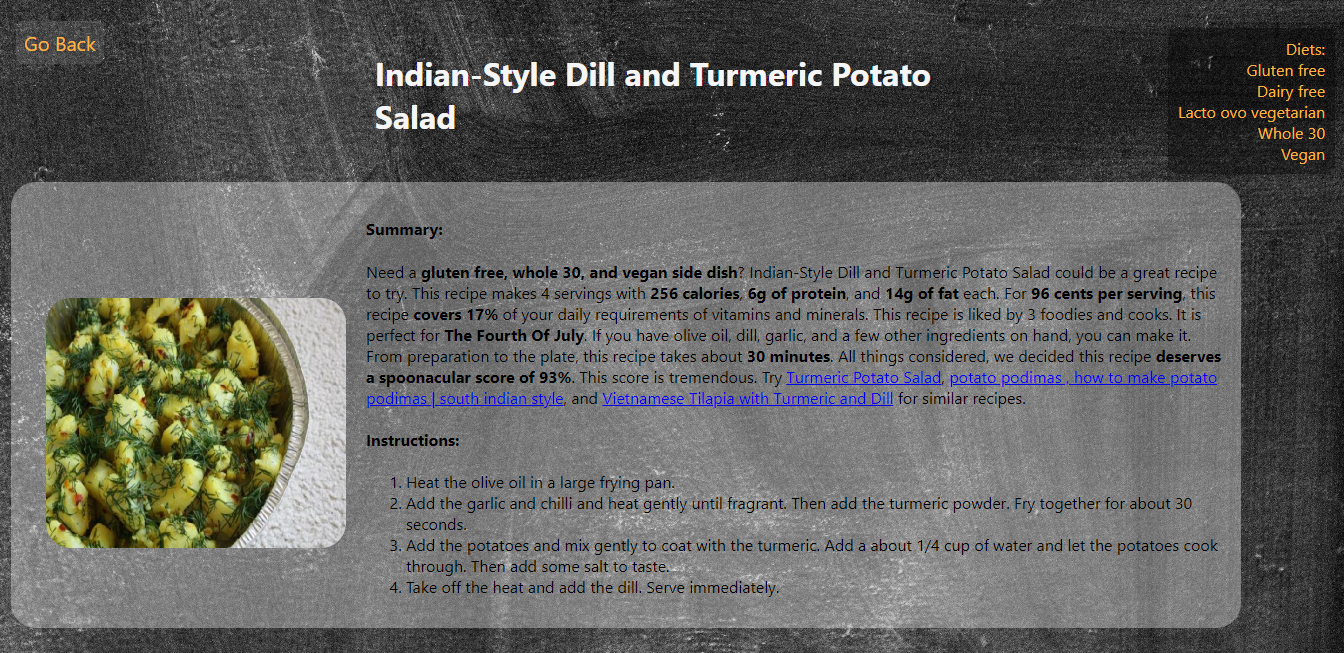 Go Back
Indian-Style Dill and Turmeric Potato
Salad
Diets:
Gluten free
Dairy free
Lacto ovo vegetarian
Whole 30
Vegan
Summary:
Need a gluten free, whole 30, and vegan side dish? Indian-Style Dill and Turmeric Potato Salad could be a great recipe
to try. This recipe makes 4 servings with 256 calories, 6g of protein, and 14g of fat each. For 96 cents per serving, this
recipe covers 17% of your daily requirements of vitamins and minerals. This recipe is liked by 3 foodies and cooks. It is
perfect for The Fourth Of July. If you have olive oil, dill, garlic, and a few other ingredients on hand, you can make it.
From preparation to the plate, this recipe takes about 30 minutes. All things considered, we decided this recipe deserves
a spoonacular score of 93%. This score is tremendous. Try Turmeric Potato Salad, potato podimas , how to make potato
podimas | south indian style, and Vietnamese Tilapia with Turmeric and Dill for similar recipes.
Instructions:
1. Heat the olive oil in a large frying pan.
2. Add the garlic and chilli and heat gently until fragrant. Then add the turmeric powder. Fry together for about 30
seconds.
3. Add the potatoes and mix gently to coat with the turmeric. Add a about 1/4 cup of water and let the potatoes cook
through. Then add some salt to taste.
4. Take off the heat and add the dill. Serve immediately.